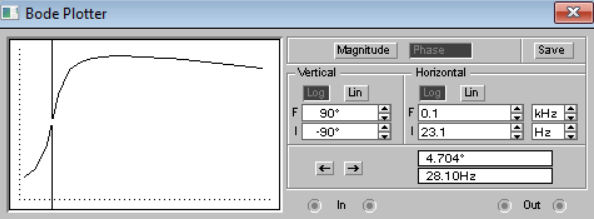 Bode Plotter
Magnitude Phase Save
Vertical Horizontal
Log Lin Log Lin
F 90° F 0.1 kHz
I -90° I 23.1 Hz
4.704°
28.10Hz
In Out